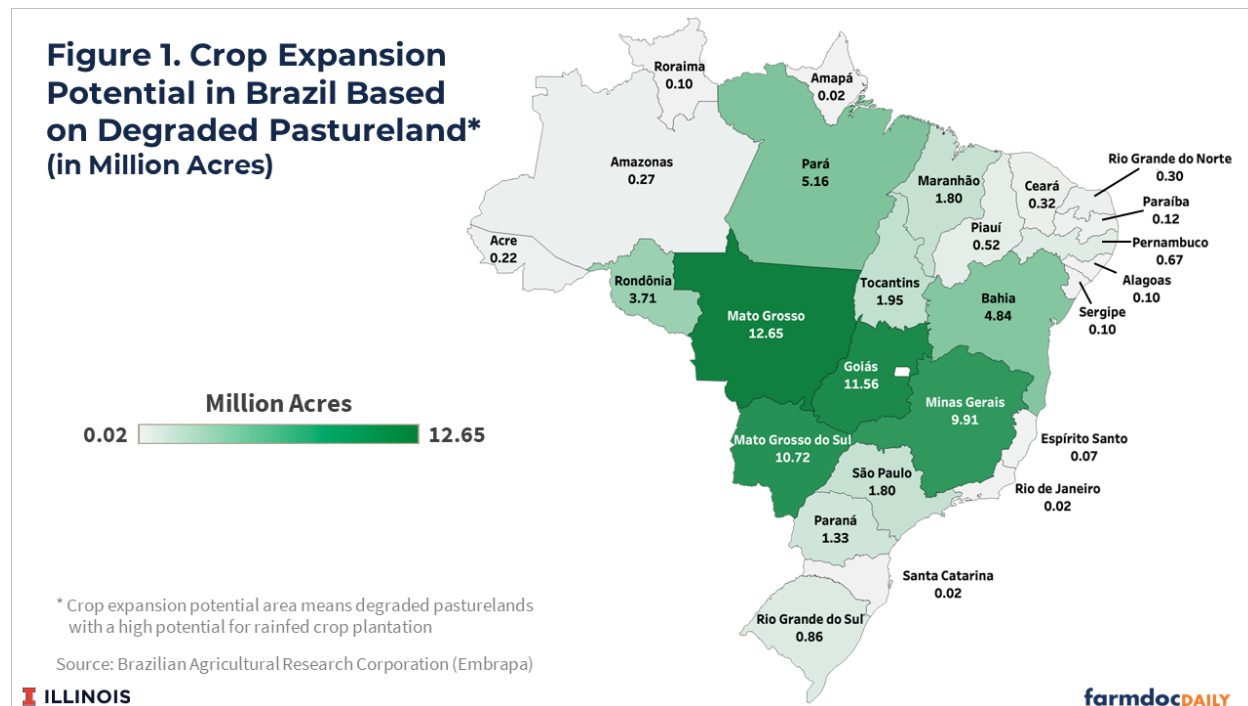 Figure 1. Crop Expansion
Potential in Brazil Based
on Degraded Pastureland*
(in Million Acres)
Roraima
0.10
Amapá
0.02
Amazonas
0.27
Pará
5.16
Maranhão
1.80
Ceará
0.32
Rio Grande do Norte
0.30
Paraíba
0.12
Piauí
0.52
Pernambuco
0.67
Acre
0.22
Rondônia
3.71
Tocantins
1.95
Bahia
4.84
Alagoas
0.10
Sergipe
0.10
Mato Grosso
12.65
Goiás
11.56
Minas Gerais
9.91
Million Acres
0.02
12.65
Mato Grosso do Sul
10.72
Espírito Santo
0.07
São Paulo
1.80
Rio de Janeiro
0.02
Paraná
1.33
Santa Catarina
0.02
Rio Grande do Sul
0.86
* Crop expansion potential area means degraded pasturelands
with a high potential for rainfed crop plantation
Source: Brazilian Agricultural Research Corporation (Embrapa)
I ILLINOIS
farmdocDAILY